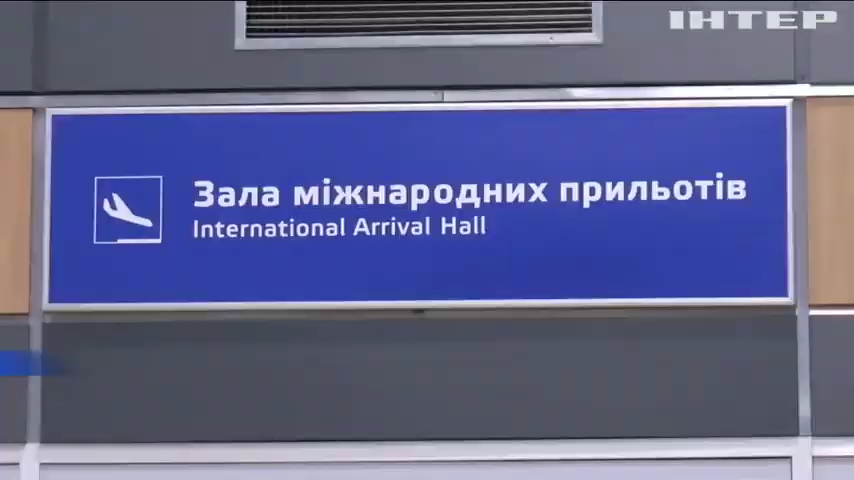 ІНТЕР
Зала міжнародних прильотів
International Arrival Hall